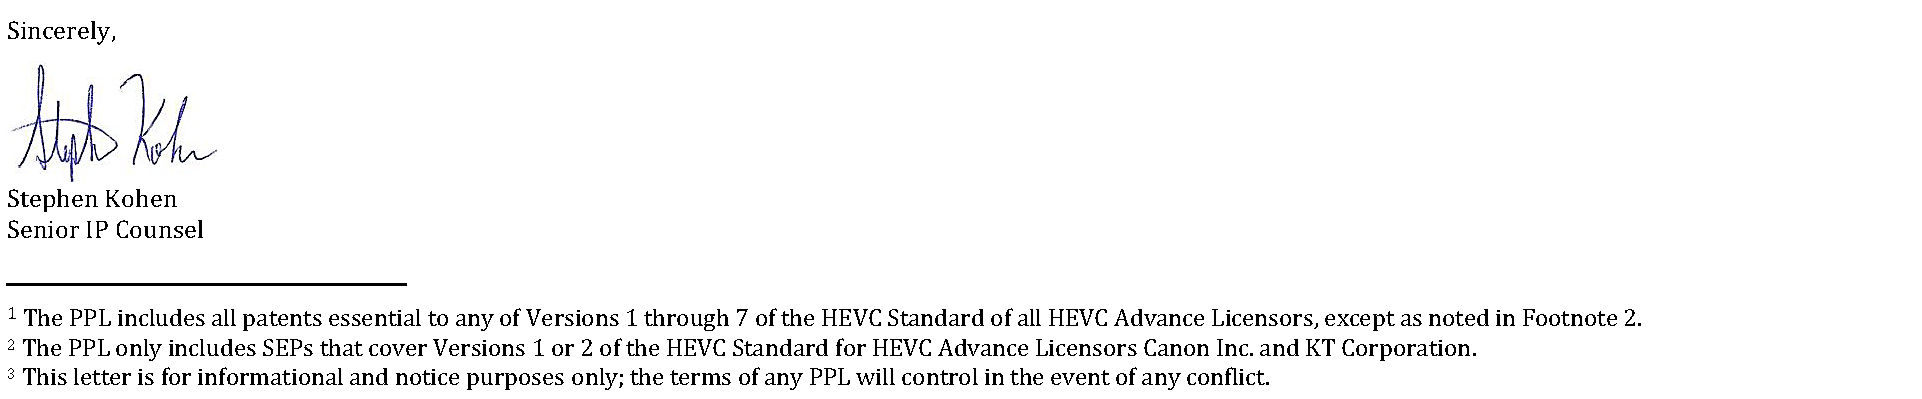 Sincerely,
Stephen Kohen
Stephen Kohen
Senior IP Counsel
1 The PPL includes all patents essential to any of Versions 1 through 7 of the HEVC Standard of all HEVC Advance Licensors, except as noted in Footnote 2.
2 The PPL only includes SEPs that cover Versions 1 or 2 of the HEVC Standard for HEVC Advance Licensors Canon Inc. and KT Corporation.
3 This letter is for informational and notice purposes only; the terms of any PPL will control in the event of any conflict.